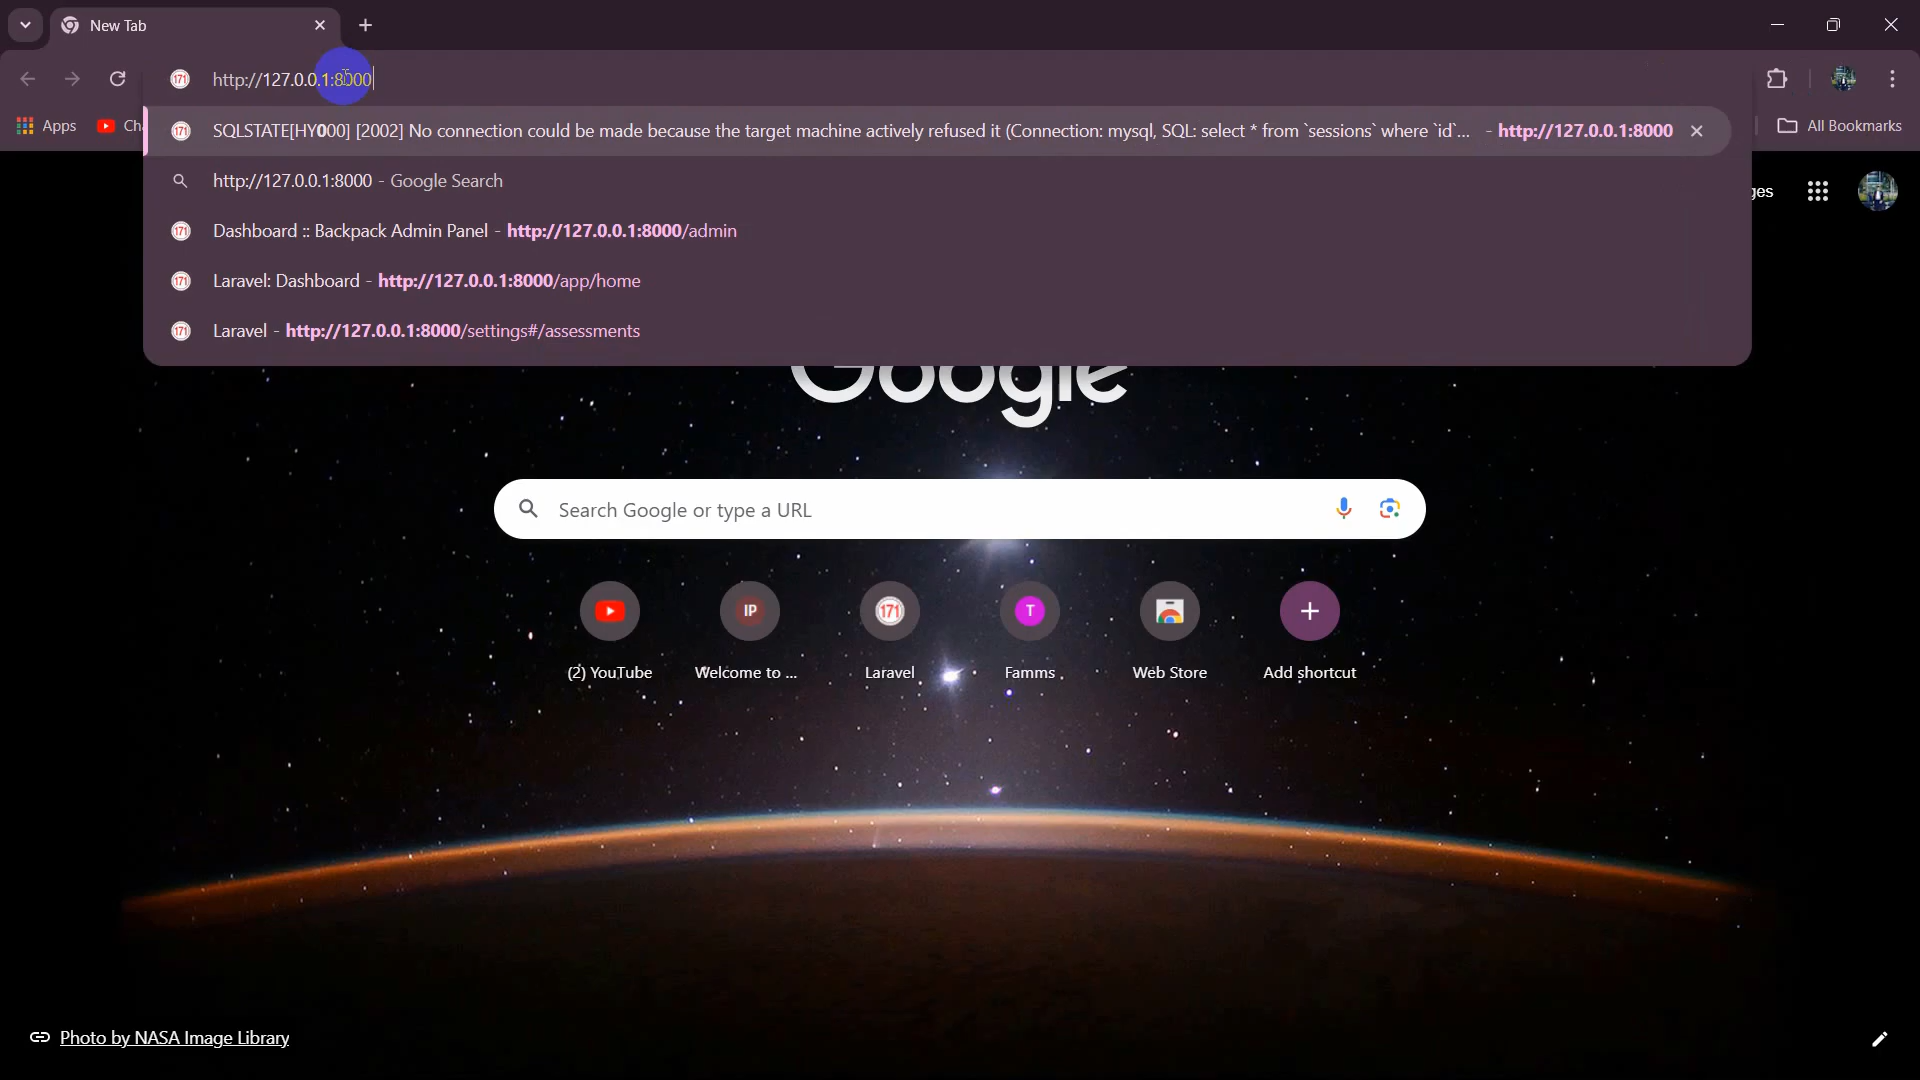 New Tab
http://127.0.0.1:8000
Apps
Ch
SQLSTATE[HY000] [2002] No connection could be made because the target machine actively refused it (Connection: mysql, SQL: select * from `sessions` where `id`... - http://127.0.0.1:8000
All Bookmarks
http://127.0.0.1:8000 - Google Search
ges
Dashboard :: Backpack Admin Panel - http://127.0.0.1:8000/admin
Laravel: Dashboard - http://127.0.0.1:8000/app/home
Laravel - http://127.0.0.1:8000/settings#/assessments
Google
Search Google or type a URL
IP
171
T
(2) YouTube
Welcome to ...
Laravel
Famms
Web Store
Add shortcut
Photo by NASA Image Library